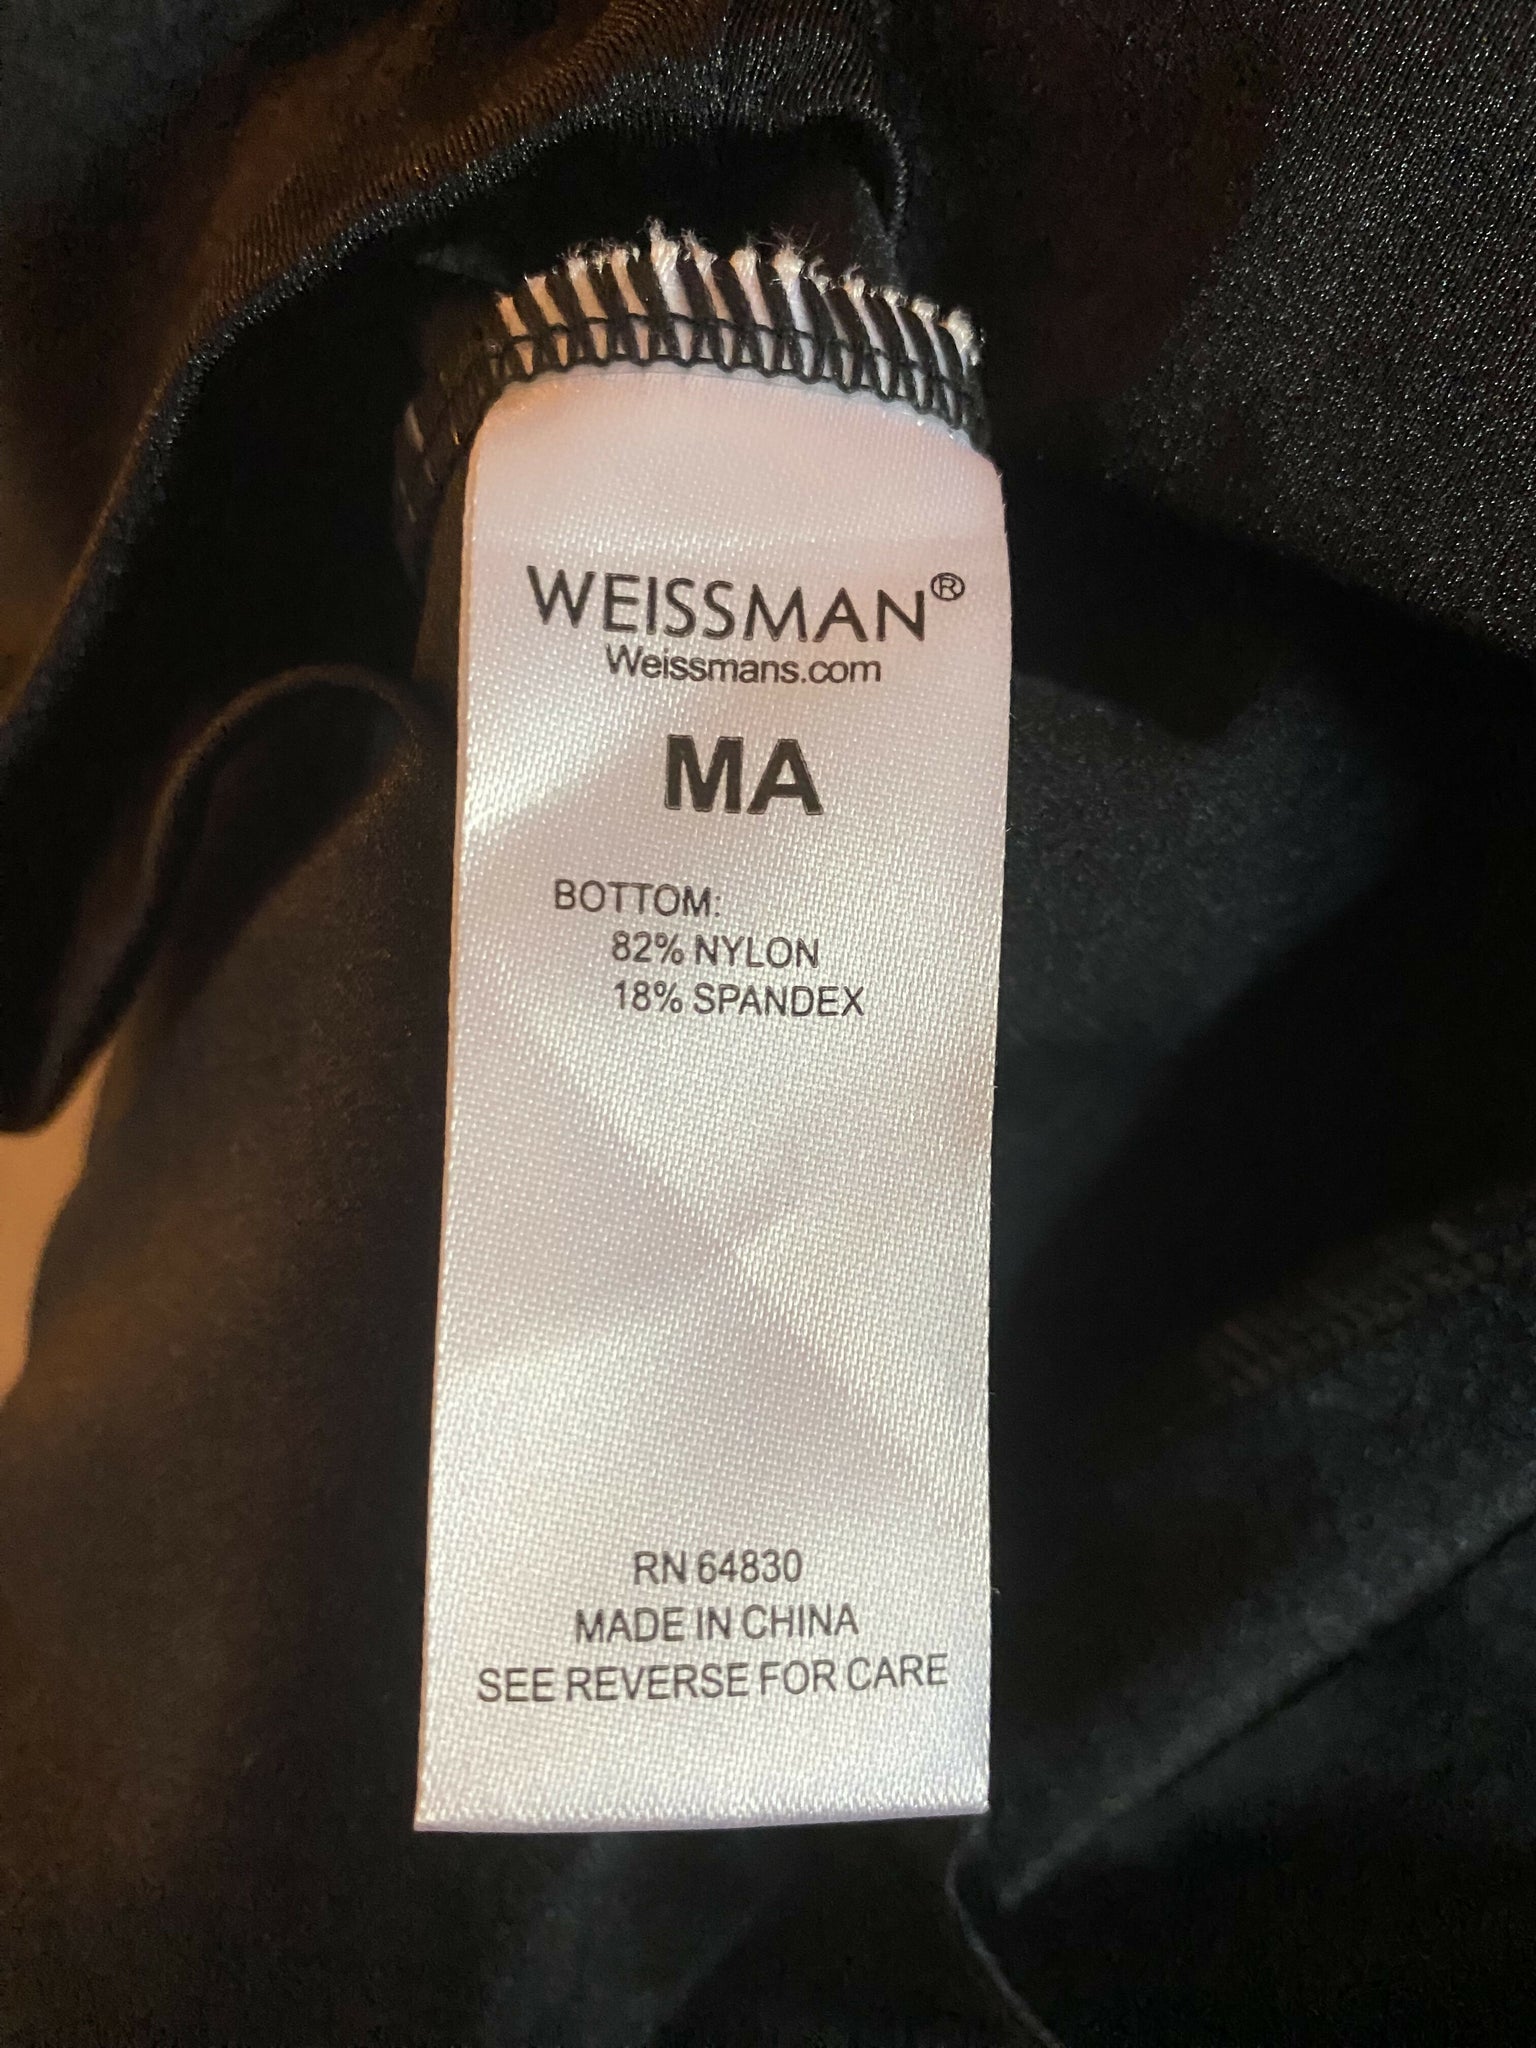 WEISSMAN®
Weissmans.com
MA
BOTTOM:
82% NYLON
18% SPANDEX
RN 64830
MADE IN CHINA
SEE REVERSE FOR CARE